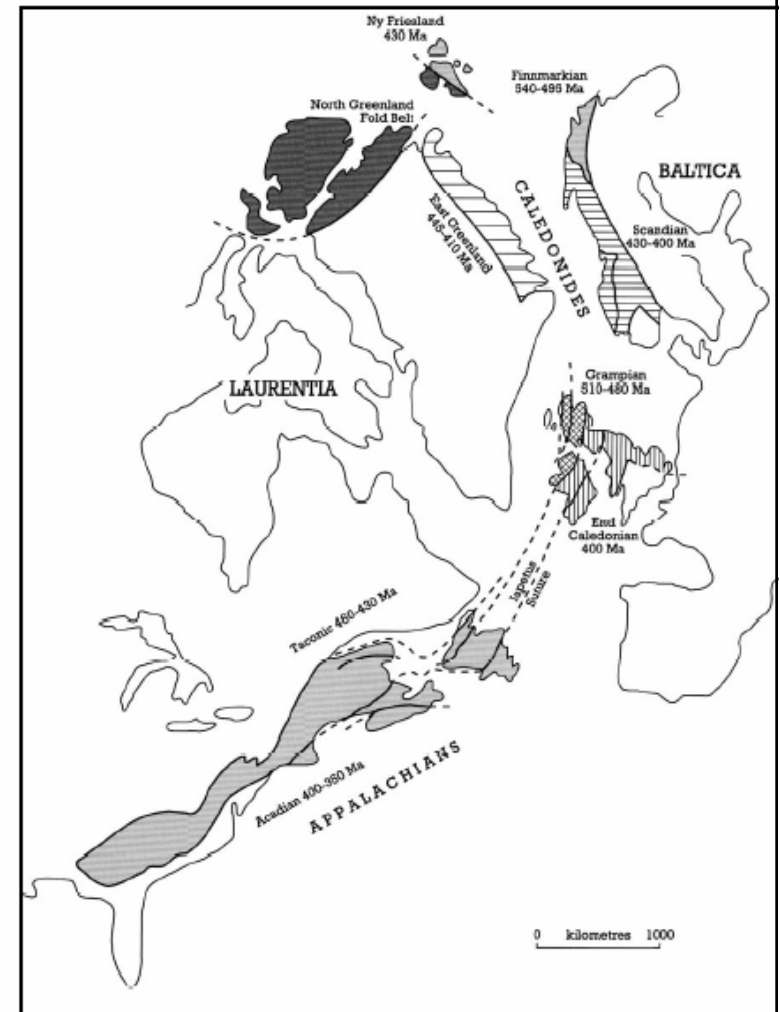 Ny Friesland
430 Ma
Finnmarkian
540-495 Ma
North Greenland
Fold Belt
BALTICA
CALEDONIDES
East Greenland
445-410 Ma
Scandian
430-400 Ma
LAURENTIA
Grampian
510-480 Ma
End
Caledonian
400 Ma
Iapetus
Suture
Taconic 480-430 Ma
Acadian 400-380 Ma
APPALACHIANS
0 kilometres 1000